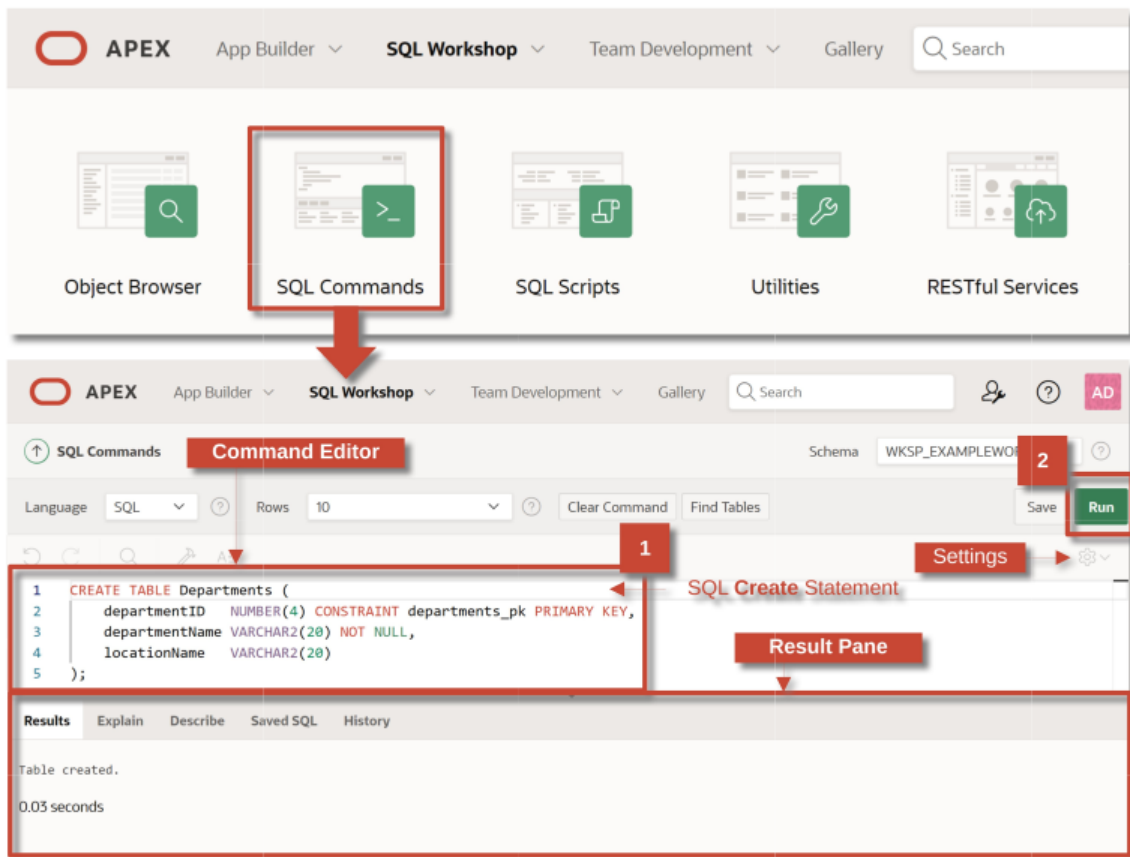 APEX App Builder SQL Workshop Team Development Gallery Search
Object Browser SQL Commands SQL Scripts Utilities RESTful Services
APEX App Builder SQL Workshop Team Development Gallery Search AD
SQL Commands Command Editor Schema WKSP_EXAMPLEWO 2
Language SQL Rows 10 Clear Command Find Tables Save Run
1 Settings
1 CREATE TABLE Departments ( SQL Create Statement
2 departmentID NUMBER(4) CONSTRAINT departments_pk PRIMARY KEY,
3 departmentName VARCHAR2(20) NOT NULL,
4 locationName VARCHAR2(20) Result Pane
5 );
Results Explain Describe Saved SQL History
Table created.
0.03 seconds